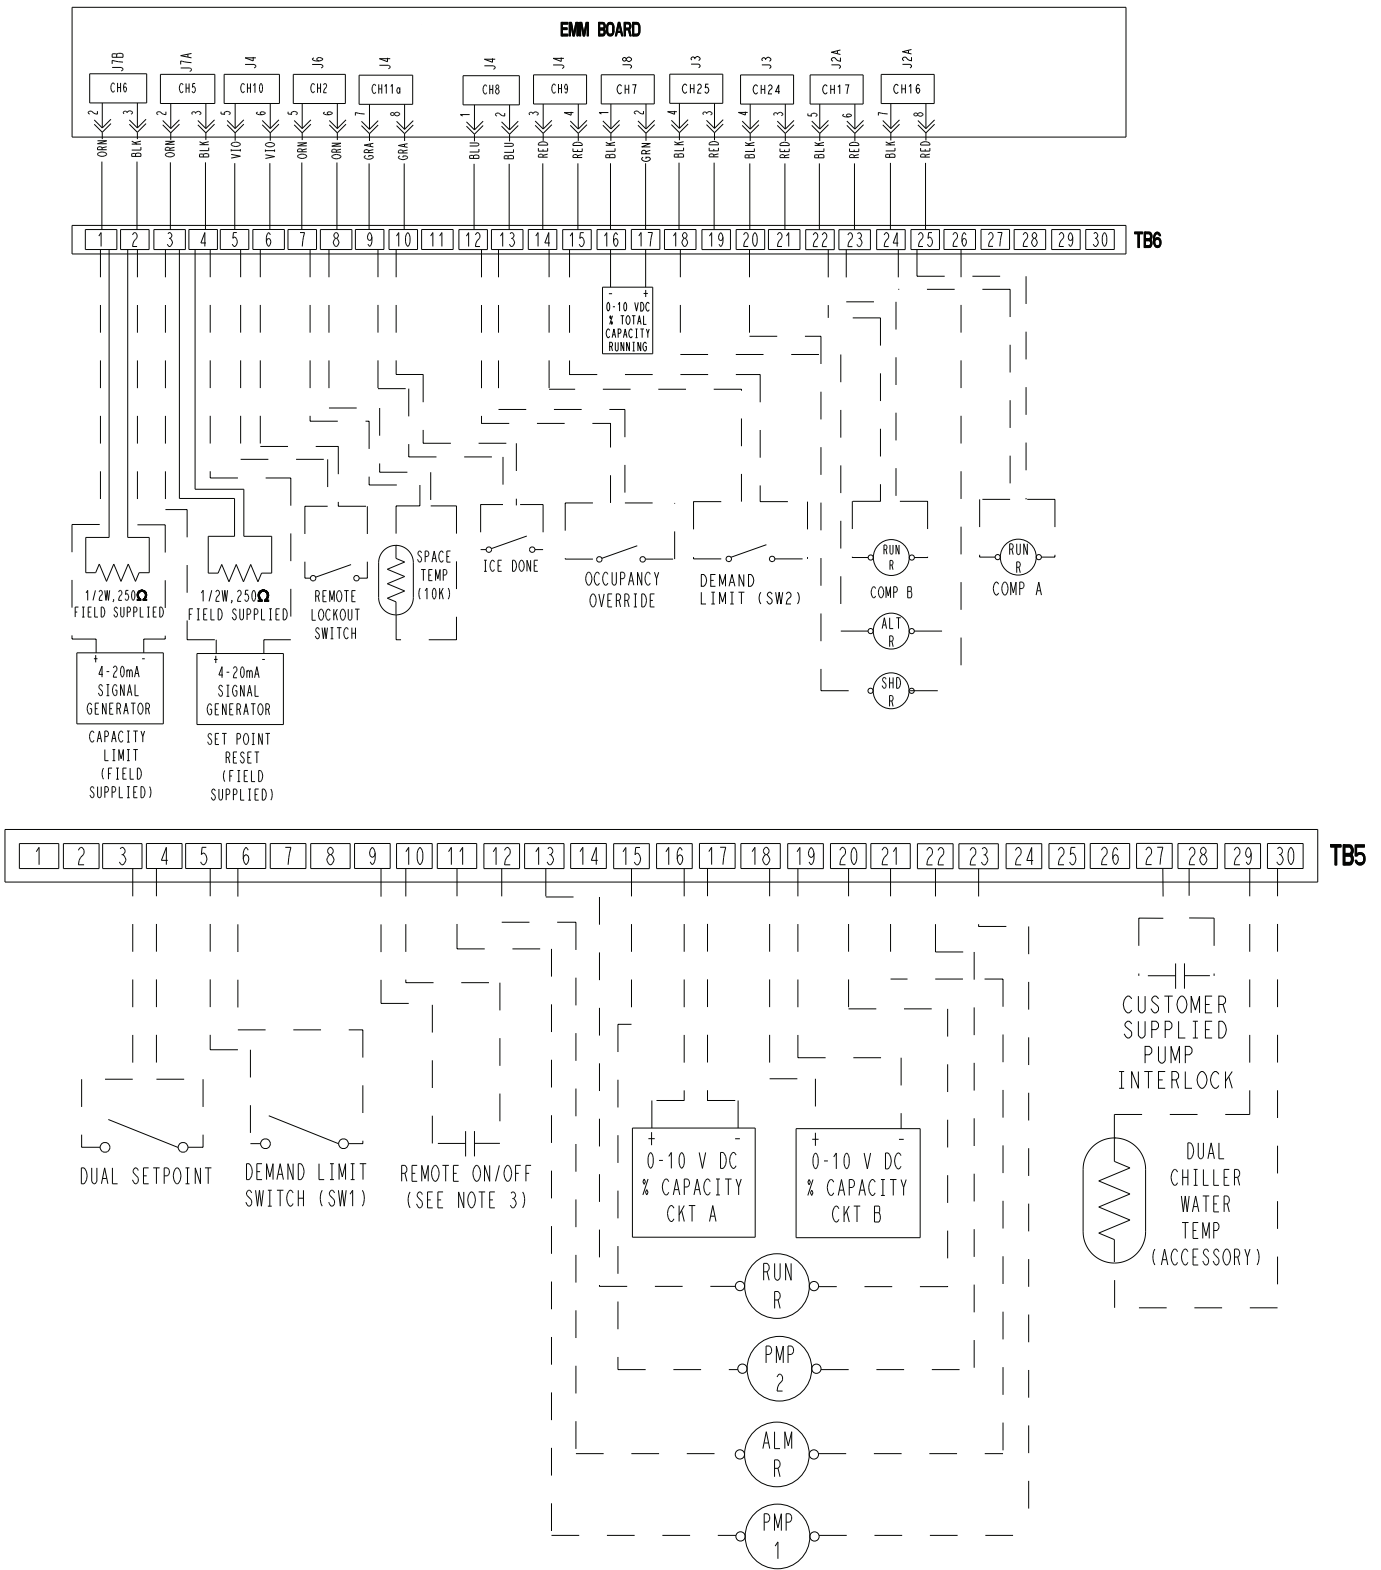 EMM BOARD
J7B J7A J4 J6 J4 J4 J4 J8 J3 J3 J2A J2A
CH6 CH5 CH10 CH2 CH11a CH8 CH9 CH7 CH25 CH24 CH17 CH16
2 3 2 3 5 6 5 6 7 8 1 2 3 4 1 2 4 3 4 3 5 6 7 8
ORN BLK ORN BLK VIO VIO ORN ORN GRA GRA BLU BLU RED RED BLK GRN BLK RED BLK RED BLK RED BLK RED
1 2 3 4 5 6 7 8 9 10 11 12 13 14 15 16 17 18 19 20 21 22 23 24 25 26 27 28 29 30 TB6
- +
0-10 VDC
% TOTAL
CAPACITY
RUNNING
1/2W,250Ω
FIELD SUPPLIED
+ -
4-20mA
SIGNAL
GENERATOR
CAPACITY
LIMIT
(FIELD
SUPPLIED)
1/2W,250Ω
FIELD SUPPLIED
+ -
4-20mA
SIGNAL
GENERATOR
SET POINT
RESET
(FIELD
SUPPLIED)
REMOTE
LOCKOUT
SWITCH
SPACE
TEMP
(10K)
ICE DONE
OCCUPANCY
OVERRIDE
DEMAND
LIMIT (SW2)
RUN
R
COMP B
ALT
R
SHD
R
RUN
R
COMP A
1 2 3 4 5 6 7 8 9 10 11 12 13 14 15 16 17 18 19 20 21 22 23 24 25 26 27 28 29 30 TB5
DUAL SETPOINT
DEMAND LIMIT
SWITCH (SW1)
REMOTE ON/OFF
(SEE NOTE 3)
+ -
0-10 V DC
% CAPACITY
CKT A
+ -
0-10 V DC
% CAPACITY
CKT B
RUN
R
PMP
2
ALM
R
PMP
1
CUSTOMER
SUPPLIED
PUMP
INTERLOCK
DUAL
CHILLER
WATER
TEMP
(ACCESSORY)